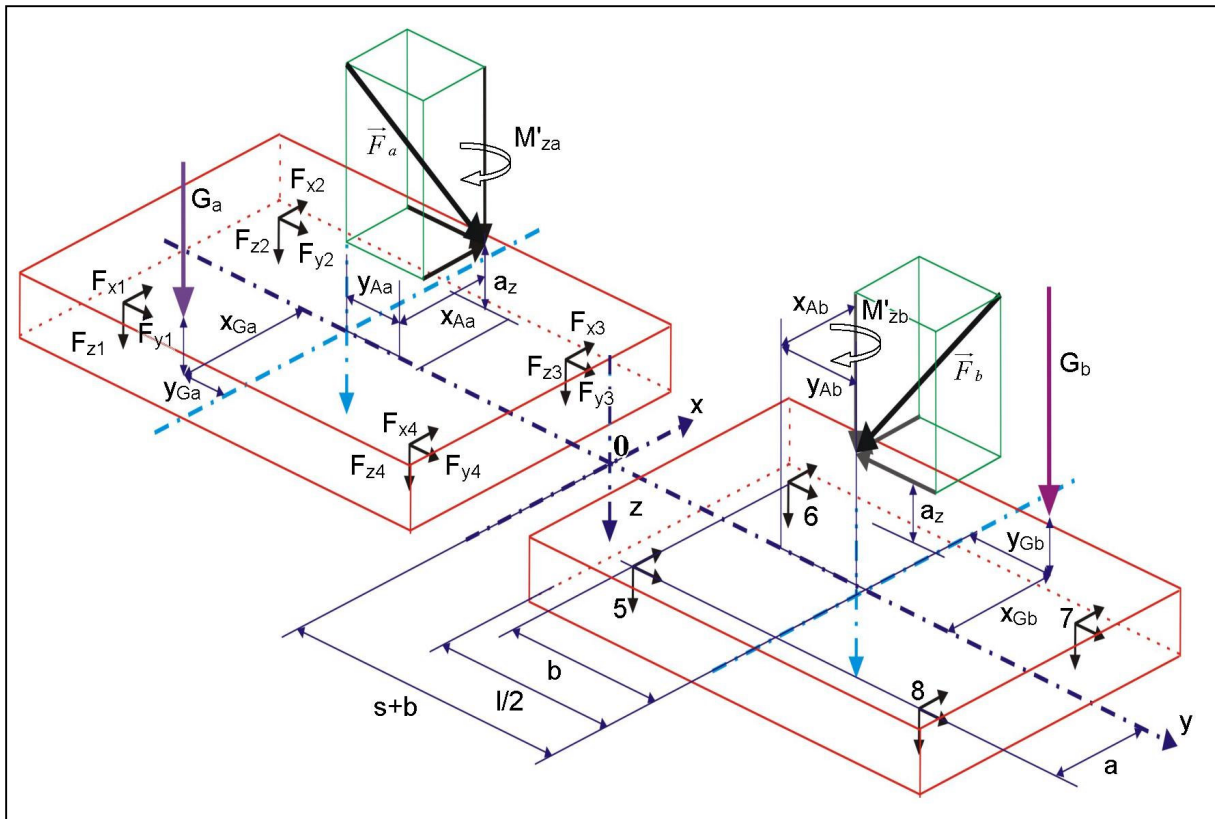 F⃗a
M'za
Ga
Fx2
Fz2
Fy2
Fx1
Fz1
Fy1
xGa
yGa
yAa
xAa
az
Fx3
Fz3
Fy3
Fx4
Fz4
Fy4
x
0
z
xAb
M'zb
yAb
F⃗b
Gb
6
az
yGb
xGb
5
7
8
b
l/2
s+b
a
y